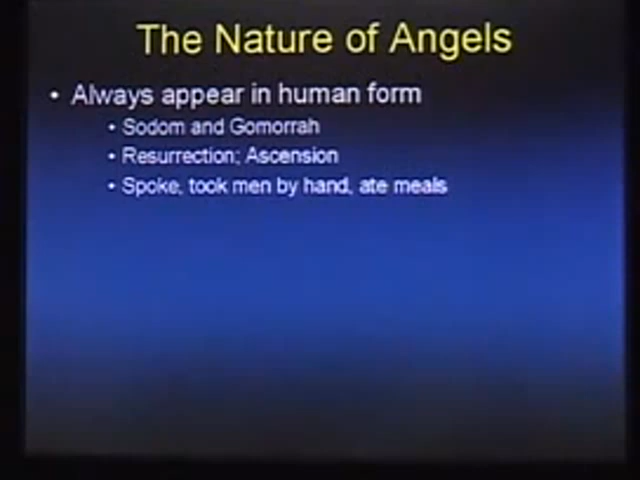 The Nature of Angels
• Always appear in human form
• Sodom and Gomorrah
• Resurrection; Ascension
• Spoke, took men by hand, ate meals